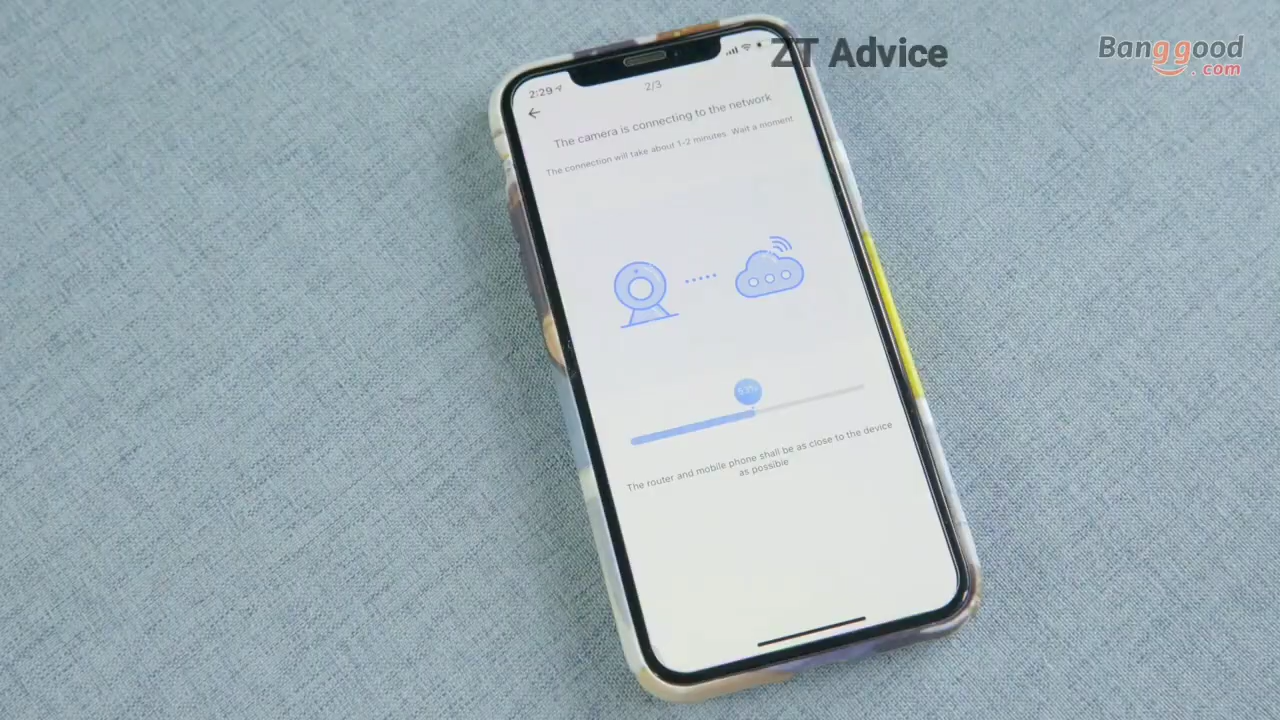 ZT Advice
Banggood
.com
2:29
2/3
The camera is connecting to the network
The connection will take about 1-2 minutes. Wait a moment
The router and mobile phone shall be as close to the device
as possible